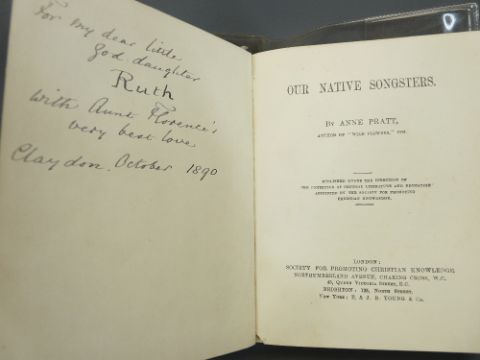 For my dear little
god daughter
Ruth
with Aunt Florence's
very best love
Claydon. October 1890
OUR NATIVE SONGSTERS.
BY ANNE PRATT,
AUTHOR OF "WILD FLOWERS," ETC.
PUBLISHED UNDER THE DIRECTION OF
THE COMMITTEE OF GENERAL LITERATURE AND EDUCATION
APPOINTED BY THE SOCIETY FOR PROMOTING
CHRISTIAN KNOWLEDGE.
LONDON:
SOCIETY FOR PROMOTING CHRISTIAN KNOWLEDGE,
NORTHUMBERLAND AVENUE, CHARING CROSS, W.C.
43, QUEEN VICTORIA STREET, E.C.
BRIGHTON: 135, NORTH STREET.
NEW YORK: E. & J. B. YOUNG & Co.